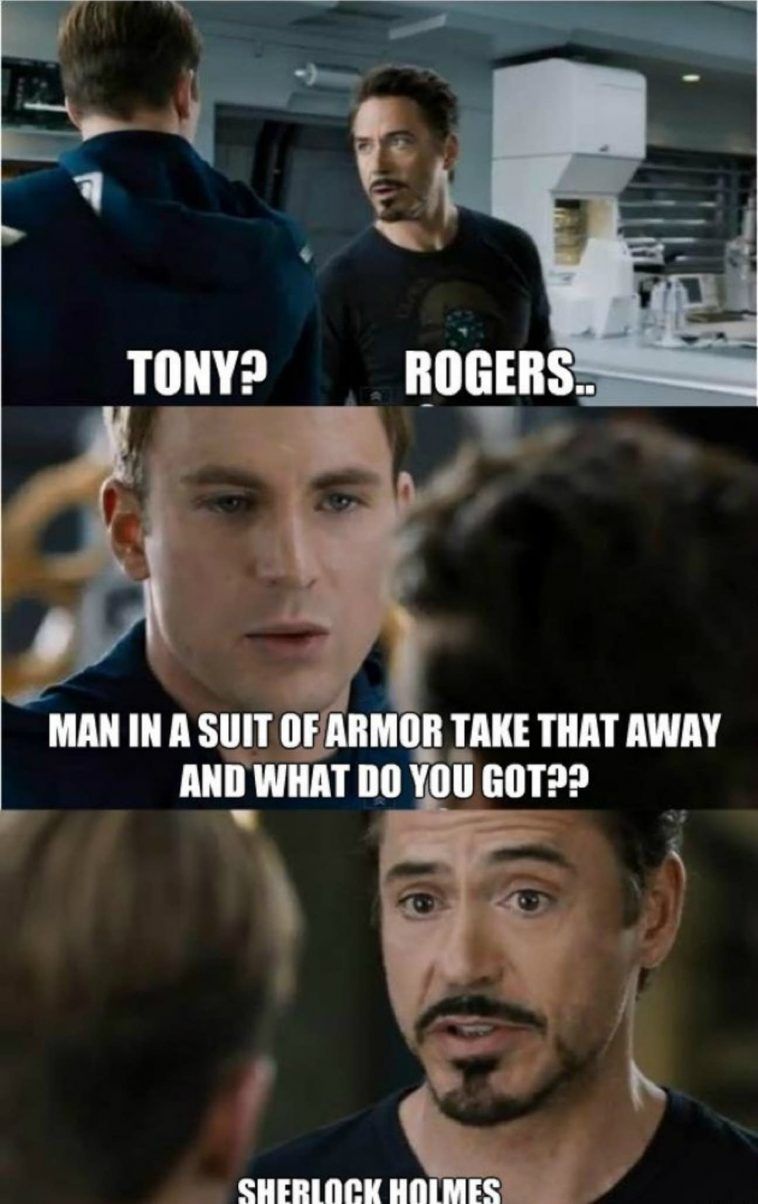 TONY?
ROGERS..
MAN IN A SUIT OF ARMOR TAKE THAT AWAY
AND WHAT DO YOU GOT??
SHERLOCK HOLMES